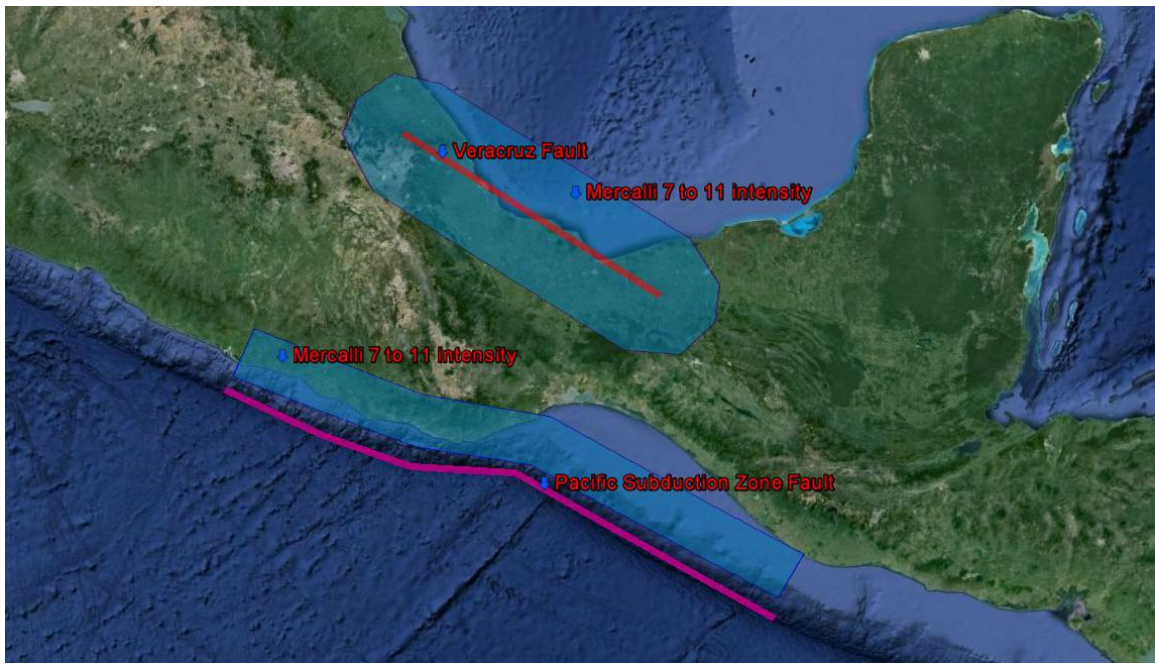 Veracruz Fault
Mercalli 7 to 11 intensity
Mercalli 7 to 11 intensity
Pacific Subduction Zone Fault